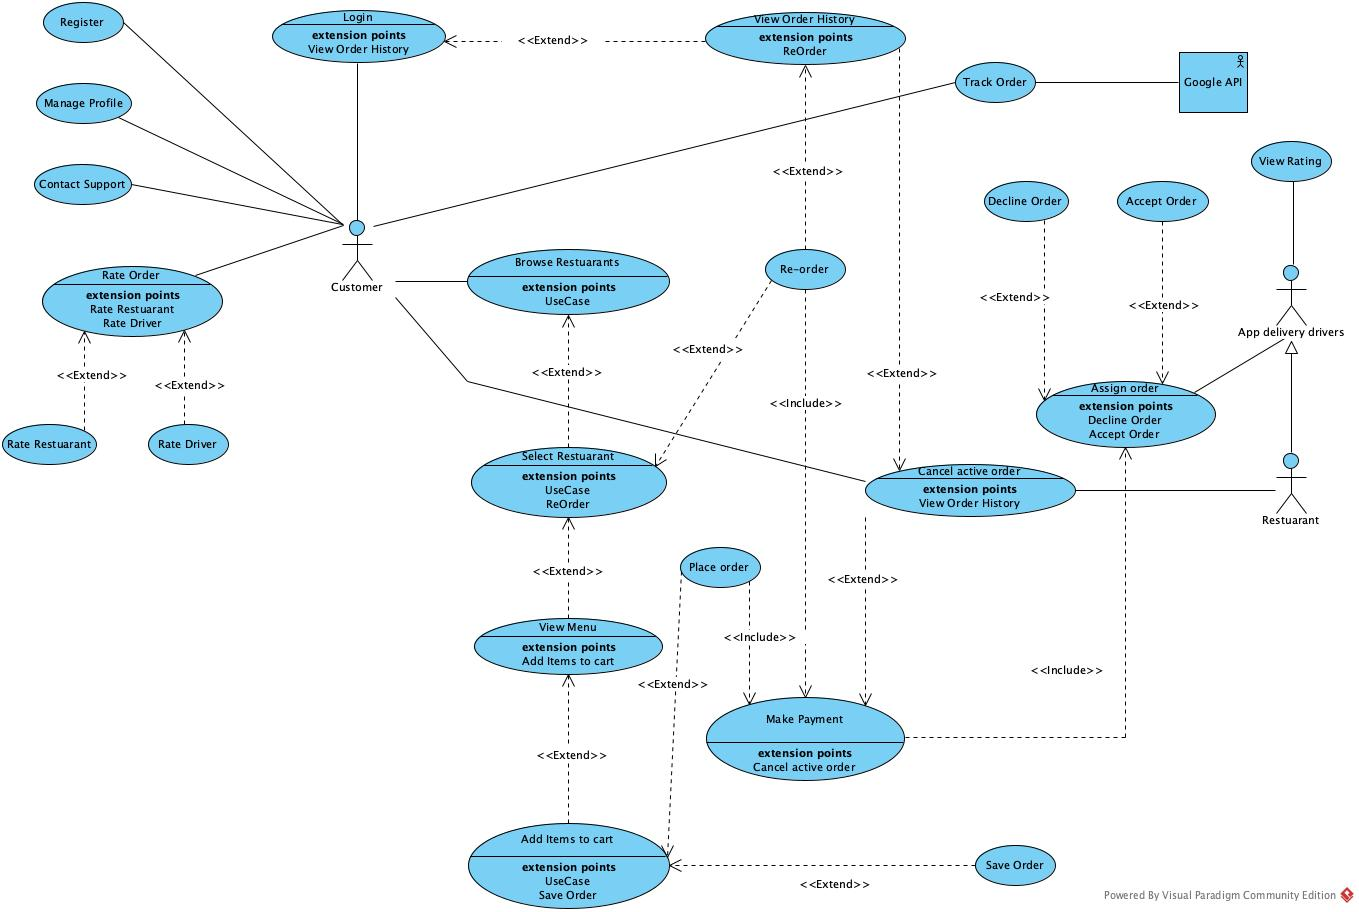 Register
Login
extension points
View Order History
<<Extend>>
View Order History
extension points
ReOrder
Track Order
Google API
Manage Profile
Contact Support
<<Extend>>
View Rating
Decline Order
Accept Order
Customer
Rate Order
extension points
Rate Restuarant
Rate Driver
Browse Restuarants
extension points
UseCase
Re-order
<<Extend>>
<<Extend>>
App delivery drivers
<<Extend>>
<<Extend>>
<<Extend>>
<<Extend>>
<<Extend>>
<<Include>>
Assign order
extension points
Decline Order
Accept Order
Rate Restuarant
Rate Driver
Select Restuarant
extension points
UseCase
ReOrder
Cancel active order
extension points
View Order History
Restuarant
<<Extend>>
Place order
<<Extend>>
View Menu
extension points
Add Items to cart
<<Include>>
<<Extend>>
<<Include>>
Make Payment
extension points
Cancel active order
<<Extend>>
Add Items to cart
extension points
UseCase
Save Order
Save Order
<<Extend>>
Powered By Visual Paradigm Community Edition